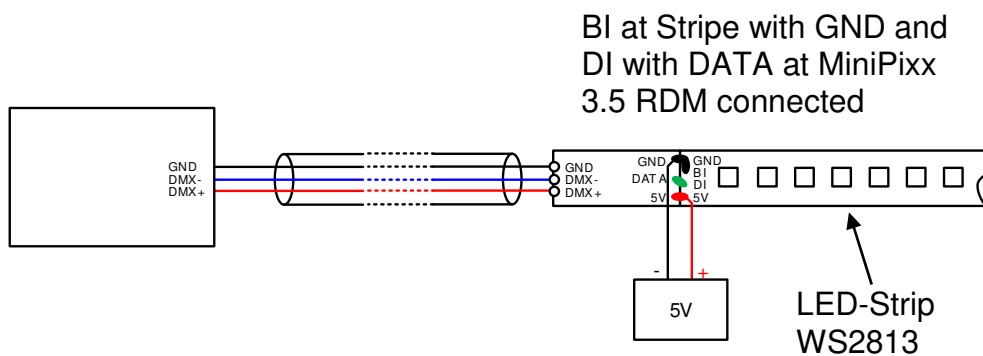 BI at Stripe with GND and
DI with DATA at MiniPixx
3.5 RDM connected
GND
DMX-
DMX+
GND
DMX-
DMX+
GND
DATA
5V
GND
BI
DI
5V
- +
5V
LED-Strip
WS2813